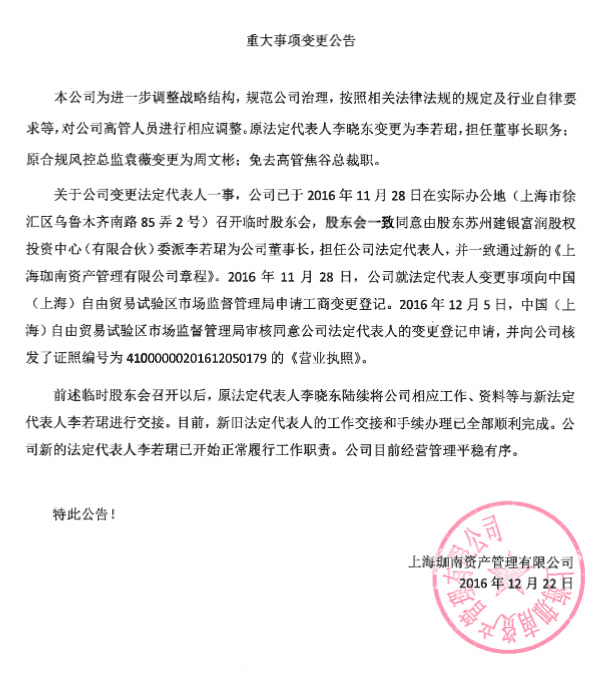 重大事项变更公告
本公司为进一步调整战略结构，规范公司治理，按照相关法律法规的规定及行业自律要
求等，对公司高管人员进行相应调整。原法定代表人李晓东变更为李若珺，担任董事长职务；
原合规风控总监袁薇变更为周文彬；免去高管焦谷总裁职。
关于公司变更法定代表人一事，公司已于 2016 年 11 月 28 日在实际办公地（上海市徐
汇区乌鲁木齐南路 85 弄 2 号）召开临时股东会，股东会一致同意由股东苏州建银富润股权
投资中心（有限合伙）委派李若珺为公司董事长，担任公司法定代表人，并一致通过新的《上
海珈南资产管理有限公司章程》。2016 年 11 月 28 日，公司就法定代表人变更事项向中国
（上海）自由贸易试验区市场监督管理局申请工商变更登记。2016 年 12 月 5 日，中国（上
海）自由贸易试验区市场监督管理局审核同意公司法定代表人的变更登记申请，并向公司核
发了证照编号为 41000000201612050179 的《营业执照》。
前述临时股东会召开以后，原法定代表人李晓东陆续将公司相应工作、资料等与新法定
代表人李若珺进行交接。目前，新旧法定代表人的工作交接和手续办理已全部顺利完成。公
司新的法定代表人李若珺已开始正常履行工作职责。公司目前经营管理平稳有序。
特此公告！
上海珈南资产管理有限公司
2016 年 12 月 22 日
上海珈南资产管理有限公司